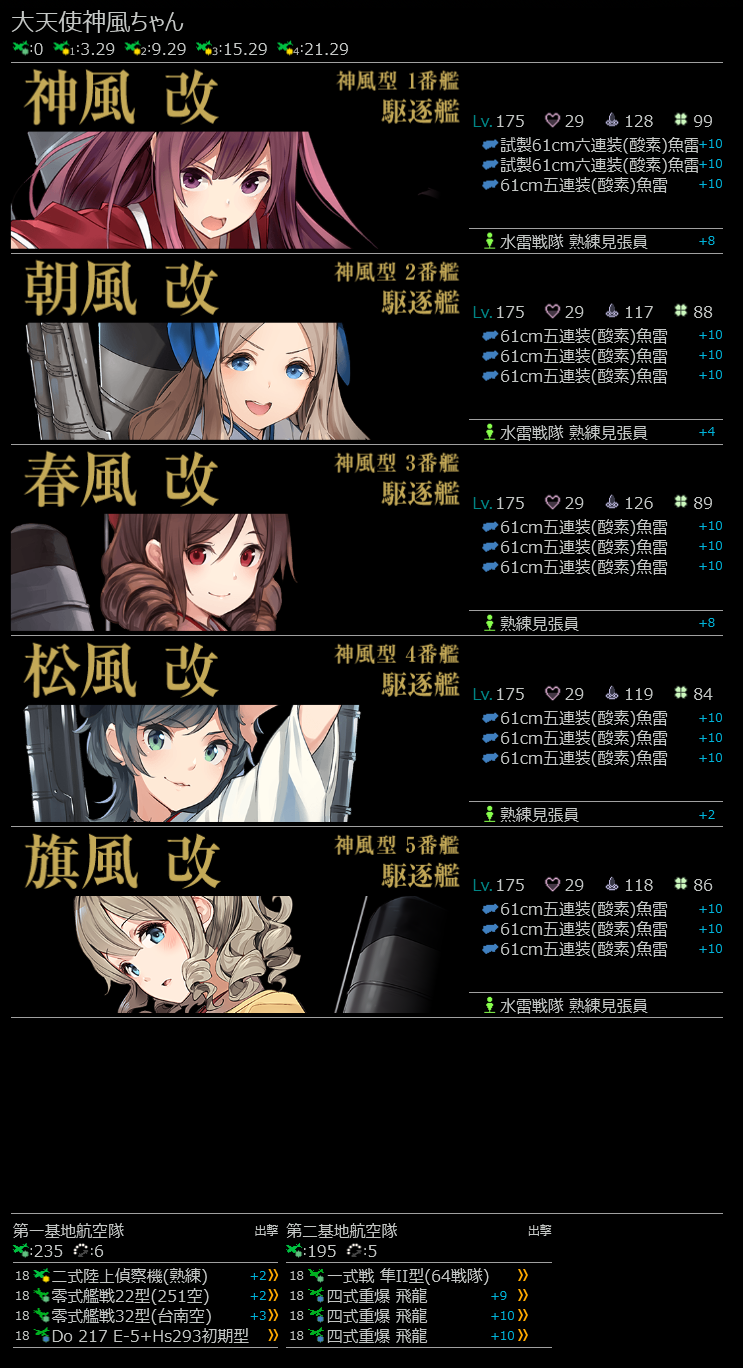 大天使神風ちゃん
:0 1:3.29 2:9.29 3:15.29 4:21.29
神風 改
神風型 1番艦
駆逐艦
Lv.175 29 128 99
試製61cm六連装(酸素)魚雷+10
試製61cm六連装(酸素)魚雷+10
61cm五連装(酸素)魚雷 +10
水雷戦隊 熟練見張員 +8
朝風 改
神風型 2番艦
駆逐艦
Lv.175 29 117 88
61cm五連装(酸素)魚雷 +10
61cm五連装(酸素)魚雷 +10
61cm五連装(酸素)魚雷 +10
水雷戦隊 熟練見張員 +4
春風 改
神風型 3番艦
駆逐艦
Lv.175 29 126 89
61cm五連装(酸素)魚雷 +10
61cm五連装(酸素)魚雷 +10
61cm五連装(酸素)魚雷 +10
熟練見張員 +8
松風 改
神風型 4番艦
駆逐艦
Lv.175 29 119 84
61cm五連装(酸素)魚雷 +10
61cm五連装(酸素)魚雷 +10
61cm五連装(酸素)魚雷 +10
熟練見張員 +2
旗風 改
神風型 5番艦
駆逐艦
Lv.175 29 118 86
61cm五連装(酸素)魚雷 +10
61cm五連装(酸素)魚雷 +10
61cm五連装(酸素)魚雷 +10
水雷戦隊 熟練見張員
第一基地航空隊 出撃
:235 :6
18 二式陸上偵察機(熟練) +2
18 零式艦戦22型(251空) +2
18 零式艦戦32型(台南空) +3
18 Do 217 E-5+Hs293初期型
第二基地航空隊 出撃
:195 :5
18 一式戦 隼II型(64戦隊)
18 四式重爆 飛龍 +9
18 四式重爆 飛龍 +10
18 四式重爆 飛龍 +10